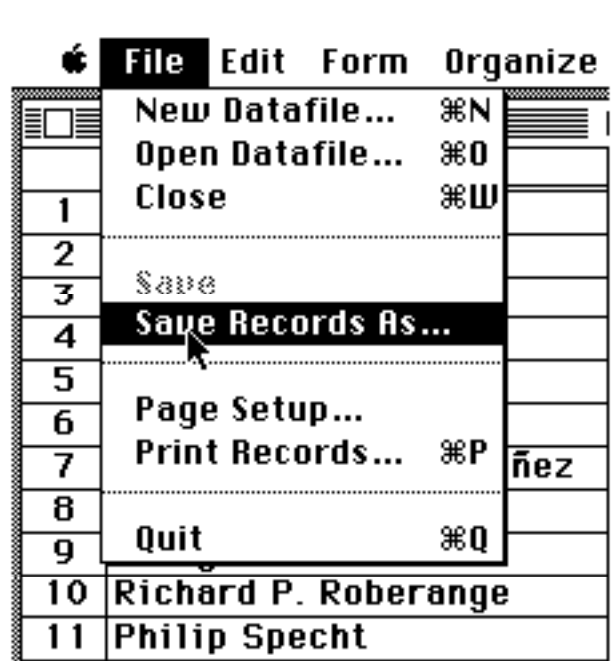 File Edit Form Organize
New Datafile... ⌘N
Open Datafile... ⌘O
Close ⌘W
Save
Save Records As...
Page Setup...
Print Records... ⌘P
Quit ⌘Q
1
2
3
4
5
6
7 ñez
8
9
10 Richard P. Roberange
11 Philip Specht